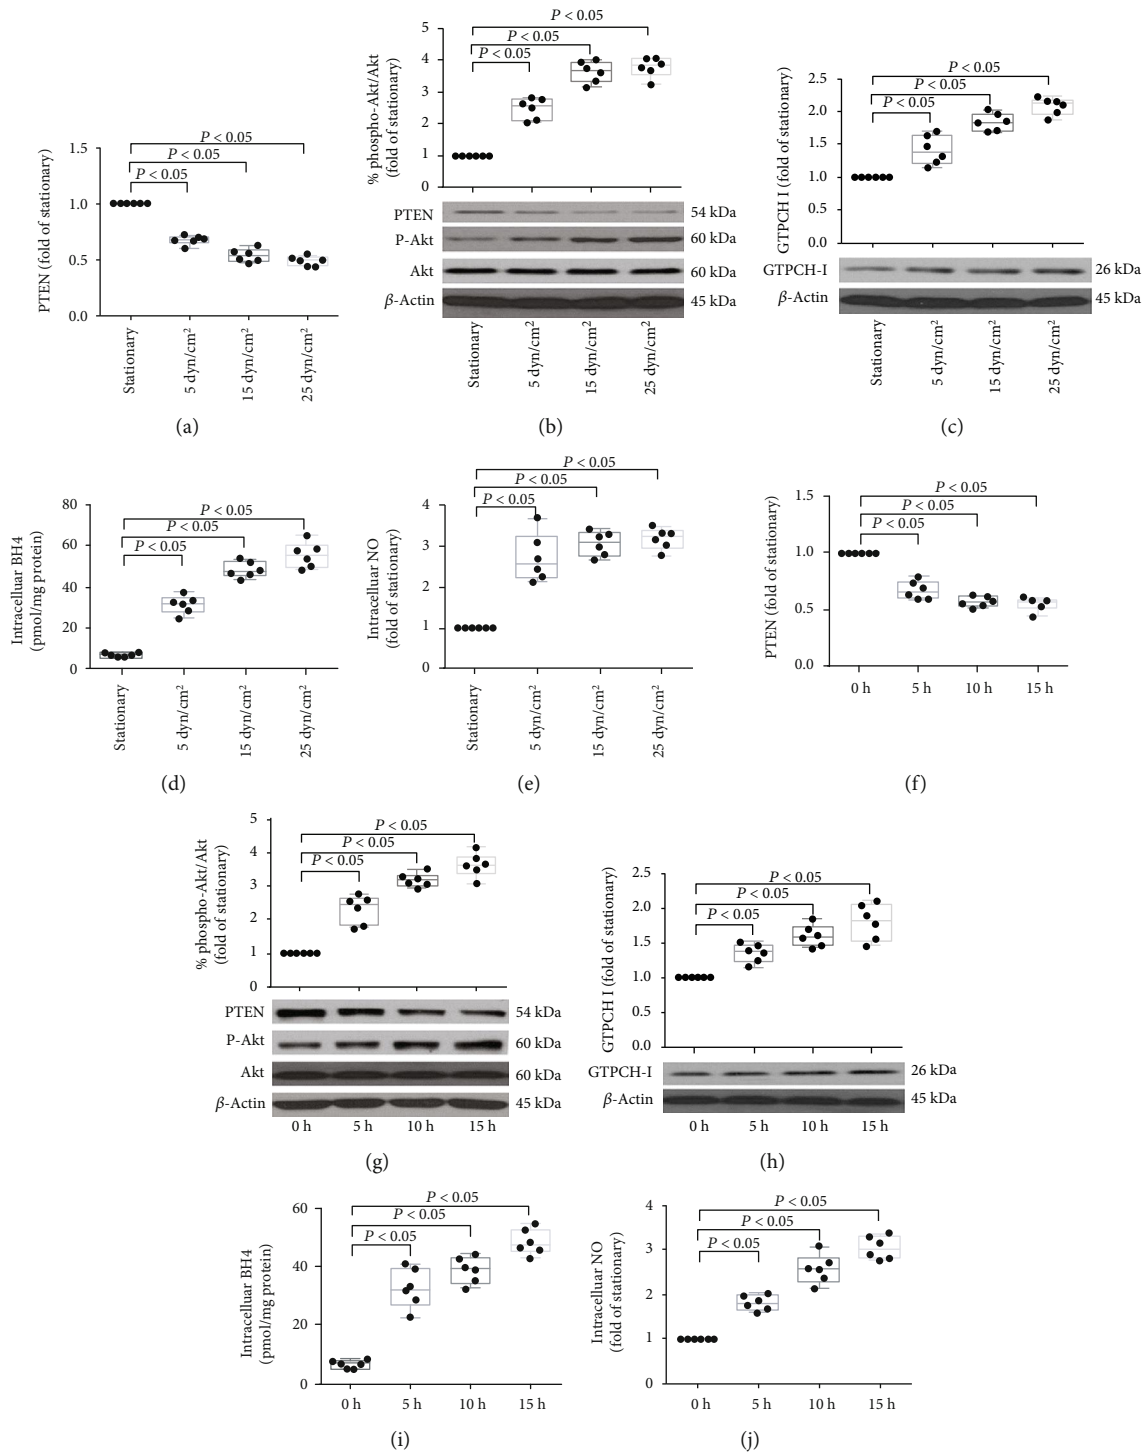 P < 0.05
P < 0.05
P < 0.05
PTEN (fold of stationary)
1.5
1.0
0.5
0.0
Stationary
5 dyn/cm²
15 dyn/cm²
25 dyn/cm²
(a)
P < 0.05
P < 0.05
P < 0.05
% phospho-Akt/Akt
(fold of stationary)
5
4
3
2
1
0
PTEN
54 kDa
P-Akt
60 kDa
Akt
60 kDa
β-Actin
45 kDa
Stationary
5 dyn/cm²
15 dyn/cm²
25 dyn/cm²
(b)
P < 0.05
P < 0.05
P < 0.05
GTPCH I (fold of stationary)
2.5
2.0
1.5
1.0
0.5
0.0
GTPCH-I
26 kDa
β-Actin
45 kDa
Stationary
5 dyn/cm²
15 dyn/cm²
25 dyn/cm²
(c)
P < 0.05
P < 0.05
P < 0.05
Intracelluar BH4
(pmol/mg protein)
80
60
40
20
0
Stationary
5 dyn/cm²
15 dyn/cm²
25 dyn/cm²
(d)
P < 0.05
P < 0.05
P < 0.05
Intracelluar NO
(fold of stationary)
4
3
2
1
0
Stationary
5 dyn/cm²
15 dyn/cm²
25 dyn/cm²
(e)
P < 0.05
P < 0.05
P < 0.05
PTEN (fold of stationary)
1.5
1.0
0.5
0.0
0 h 5 h 10 h 15 h
(f)
P < 0.05
P < 0.05
P < 0.05
% phospho-Akt/Akt
(fold of stationary)
5
4
3
2
1
0
PTEN
54 kDa
P-Akt
60 kDa
Akt
60 kDa
β-Actin
45 kDa
0 h 5 h 10 h 15 h
(g)
P < 0.05
P < 0.05
P < 0.05
GTPCH I (fold of stationary)
2.5
2.0
1.5
1.0
0.5
0.0
GTPCH-I
26 kDa
β-Actin
45 kDa
0 h 5 h 10 h 15 h
(h)
P < 0.05
P < 0.05
P < 0.05
Intracelluar BH4
(pmol/mg protein)
60
40
20
0
0 h 5 h 10 h 15 h
(i)
P < 0.05
P < 0.05
P < 0.05
Intracelluar NO
(fold of stationary)
4
3
2
1
0
0 h 5 h 10 h 15 h
(j)